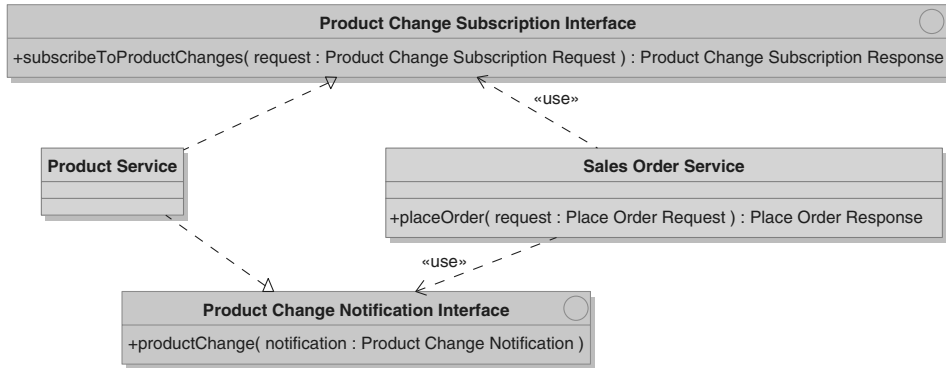 Product Change Subscription Interface
+subscribeToProductChanges( request : Product Change Subscription Request ) : Product Change Subscription Response
«use»
Product Service
Sales Order Service
+placeOrder( request : Place Order Request ) : Place Order Response
«use»
Product Change Notification Interface
+productChange( notification : Product Change Notification )